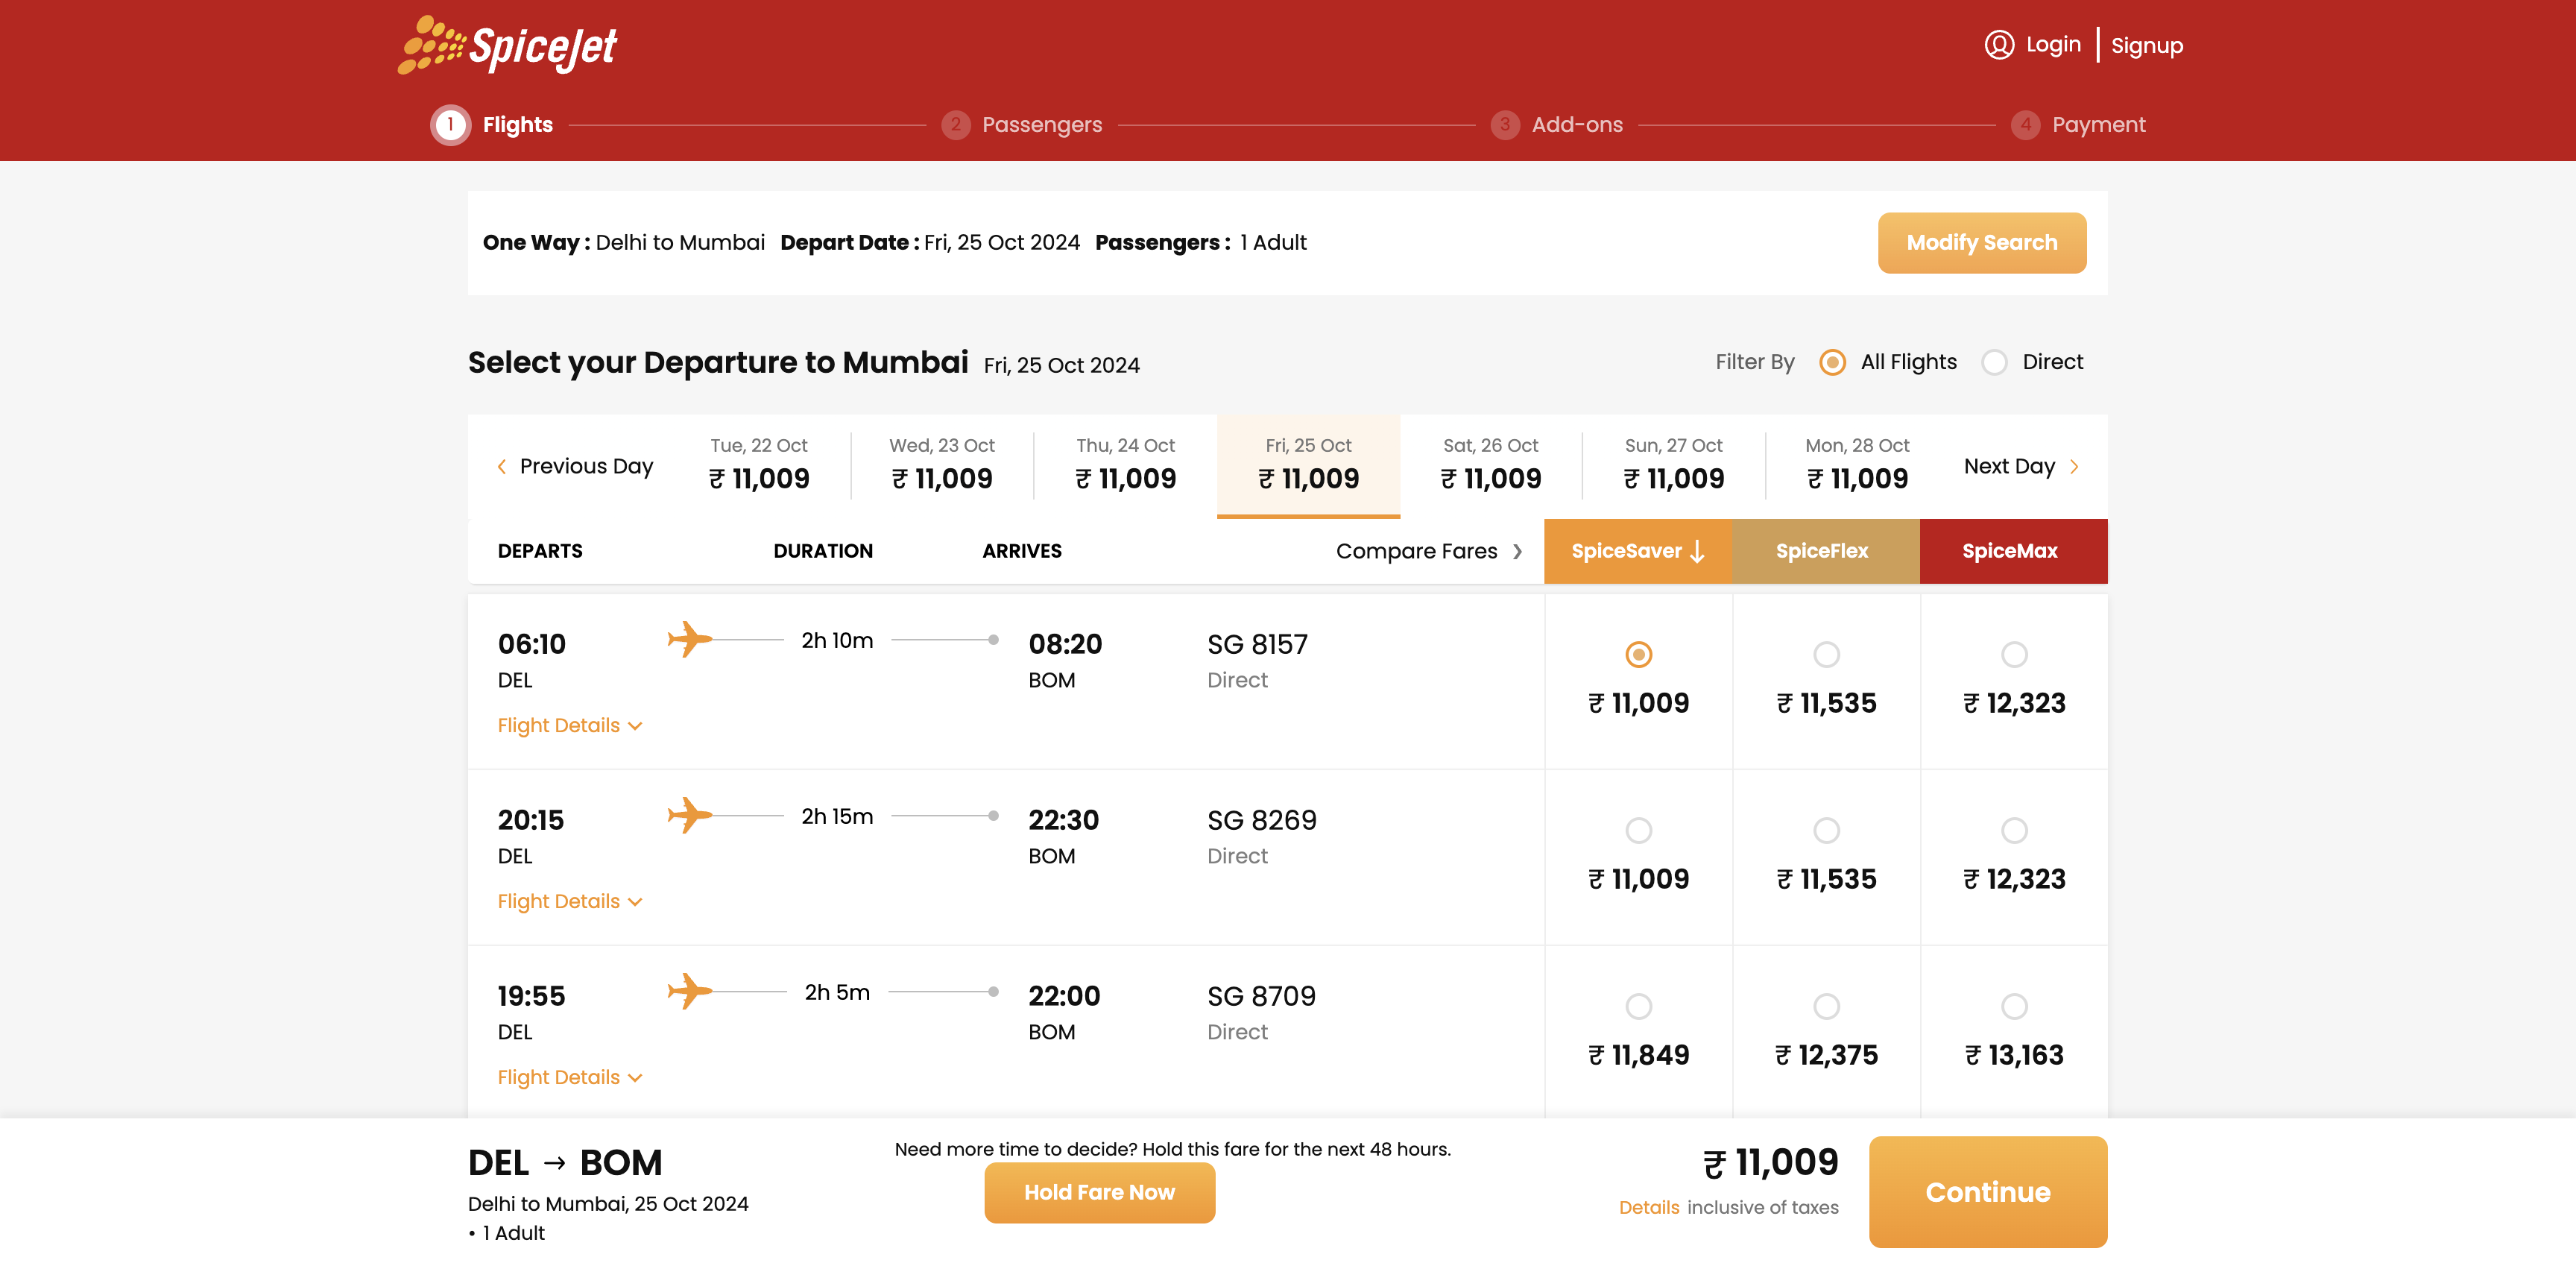 SpiceJet
Login | Signup
1 Flights 2 Passengers 3 Add-ons 4 Payment
One Way : Delhi to Mumbai Depart Date : Fri, 25 Oct 2024 Passengers : 1 Adult
Modify Search
Select your Departure to Mumbai Fri, 25 Oct 2024
Filter By All Flights Direct
Previous Day
Tue, 22 Oct
₹ 11,009
Wed, 23 Oct
₹ 11,009
Thu, 24 Oct
₹ 11,009
Fri, 25 Oct
₹ 11,009
Sat, 26 Oct
₹ 11,009
Sun, 27 Oct
₹ 11,009
Mon, 28 Oct
₹ 11,009
Next Day
DEPARTS DURATION ARRIVES Compare Fares SpiceSaver ↓ SpiceFlex SpiceMax
06:10 2h 10m 08:20 SG 8157
DEL BOM Direct
₹ 11,009 ₹ 11,535 ₹ 12,323
Flight Details
20:15 2h 15m 22:30 SG 8269
DEL BOM Direct
₹ 11,009 ₹ 11,535 ₹ 12,323
Flight Details
19:55 2h 5m 22:00 SG 8709
DEL BOM Direct
₹ 11,849 ₹ 12,375 ₹ 13,163
Flight Details
DEL → BOM
Delhi to Mumbai, 25 Oct 2024
• 1 Adult
Need more time to decide? Hold this fare for the next 48 hours.
Hold Fare Now
₹ 11,009
Details inclusive of taxes
Continue